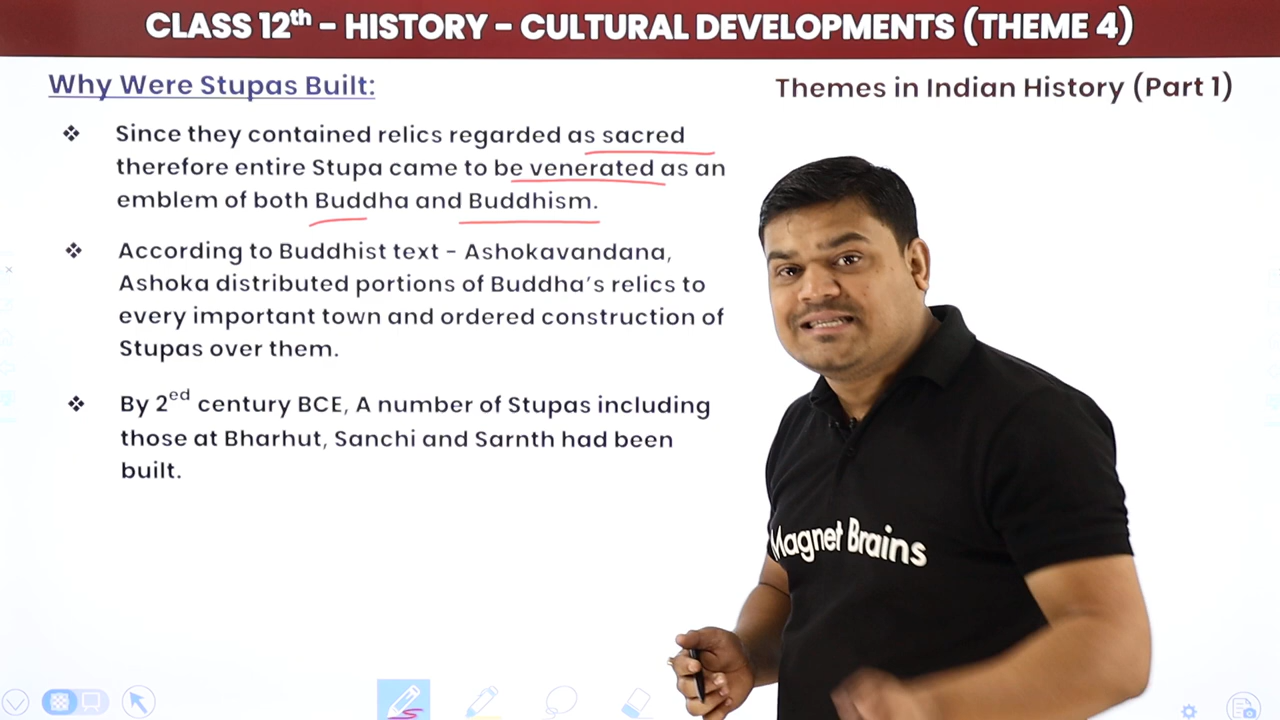 CLASS 12th – HISTORY – CULTURAL DEVELOPMENTS (THEME 4)
Why Were Stupas Built:
Themes in Indian History (Part 1)
❖ Since they contained relics regarded as sacred
therefore entire Stupa came to be venerated as an
emblem of both Buddha and Buddhism.
❖ According to Buddhist text - Ashokavandana,
Ashoka distributed portions of Buddha's relics to
every important town and ordered construction of
Stupas over them.
❖ By 2ed century BCE, A number of Stupas including
those at Bharhut, Sanchi and Sarnth had been
built.
Magnet Brains